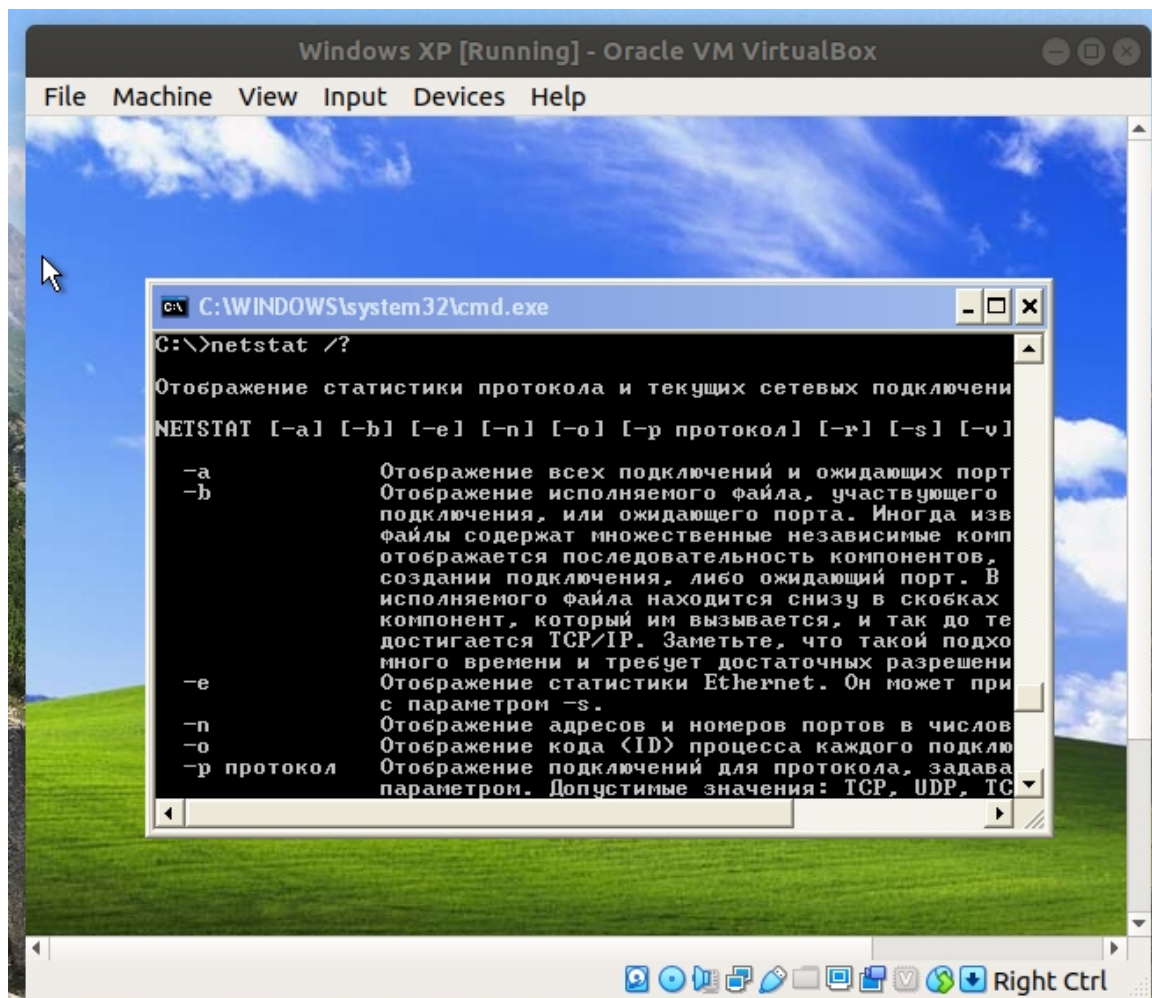 Windows XP [Running] - Oracle VM VirtualBox
File Machine View Input Devices Help
C:\WINDOWS\system32\cmd.exe
C:\>netstat /?
Отображение статистики протокола и текущих сетевых подключени
NETSTAT [-a] [-b] [-e] [-n] [-o] [-p протокол] [-r] [-s] [-v]
-a Отображение всех подключений и ожидающих порт
-b Отображение исполняемого файла, участвующего
подключения, или ожидающего порта. Иногда изв
файлы содержат множественные независимые комп
отображается последовательность компонентов,
создании подключения, либо ожидающий порт. В
исполняемого файла находится снизу в скобках
компонент, который им вызывается, и так до те
достигается TCP/IP. Заметьте, что такой подхо
много времени и требует достаточных разрешени
-e Отображение статистики Ethernet. Он может при
с параметром -s.
-n Отображение адресов и номеров портов в числов
-o Отображение кода (ID) процесса каждого подклю
-p протокол Отображение подключений для протокола, задава
параметром. Допустимые значения: TCP, UDP, TC
Right Ctrl